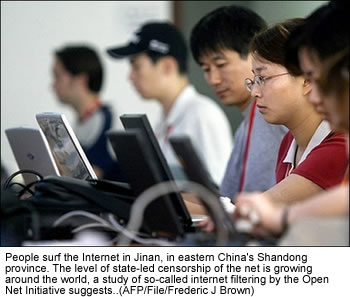 People surf the Internet in Jinan, in eastern China's Shandong
province. The level of state-led censorship of the net is growing
around the world, a study of so-called internet filtering by the Open
Net Initiative suggests..(AFP/File/Frederic J Brown)